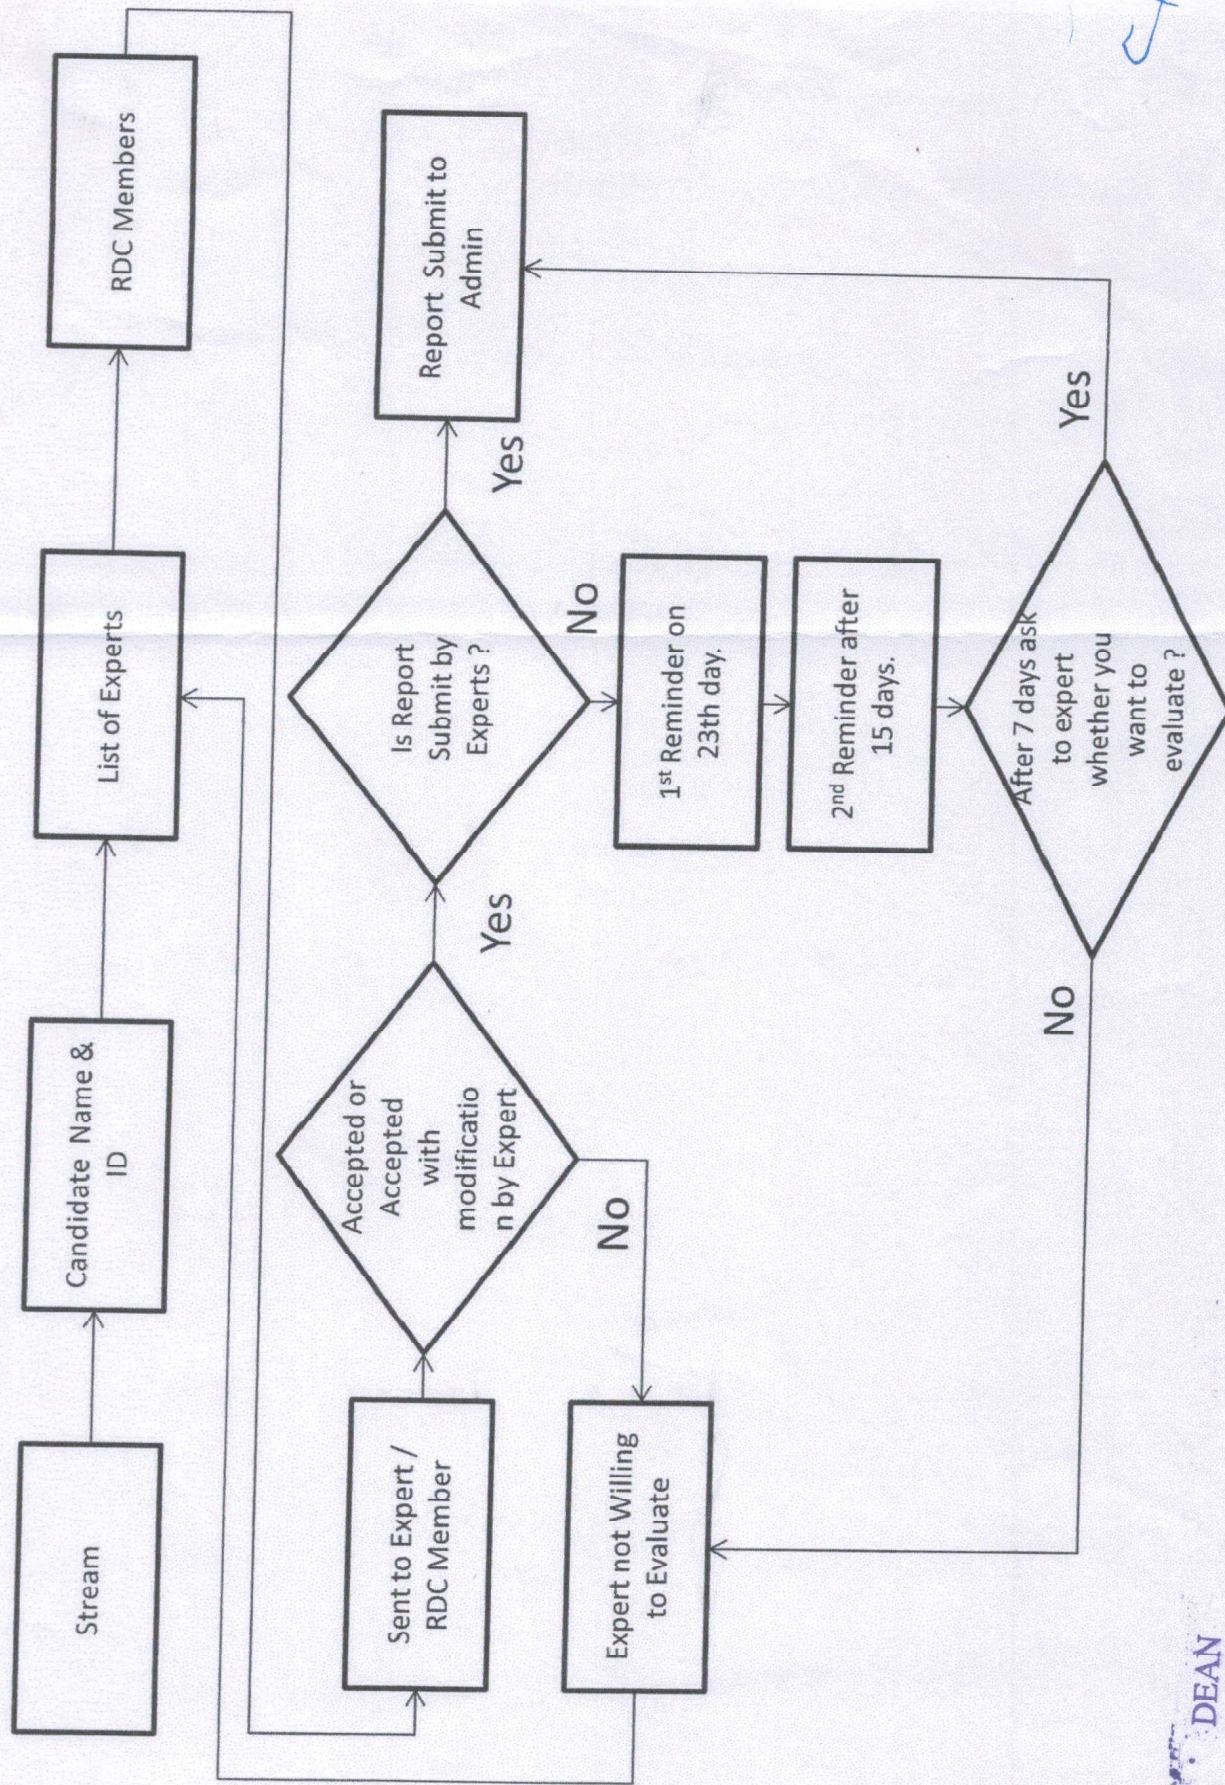 Stream
Candidate Name &
ID
List of Experts
RDC Members
Sent to Expert /
RDC Member
Accepted or
Accepted
with
modificatio
n by Expert
Yes
Is Report
Submit by
Experts ?
Yes
Report Submit to
Admin
No
Expert not Willing
to Evaluate
No
1st Reminder on
23th day.
2nd Reminder after
15 days.
After 7 days ask
to expert
whether you
want to
evaluate ?
No
Yes
DEAN